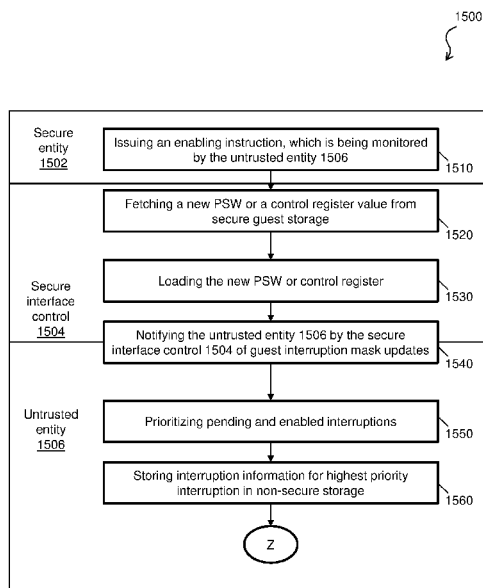 1500
Secure
entity
1502
Issuing an enabling instruction, which is being monitored
by the untrusted entity 1506
1510
Fetching a new PSW or a control register value from
secure guest storage
1520
Secure
interface
control
1504
Loading the new PSW or control register
1530
Notifying the untrusted entity 1506 by the secure
interface control 1504 of guest interruption mask updates
1540
Untrusted
entity
1506
Prioritizing pending and enabled interruptions
1550
Storing interruption information for highest priority
interruption in non-secure storage
1560
Z